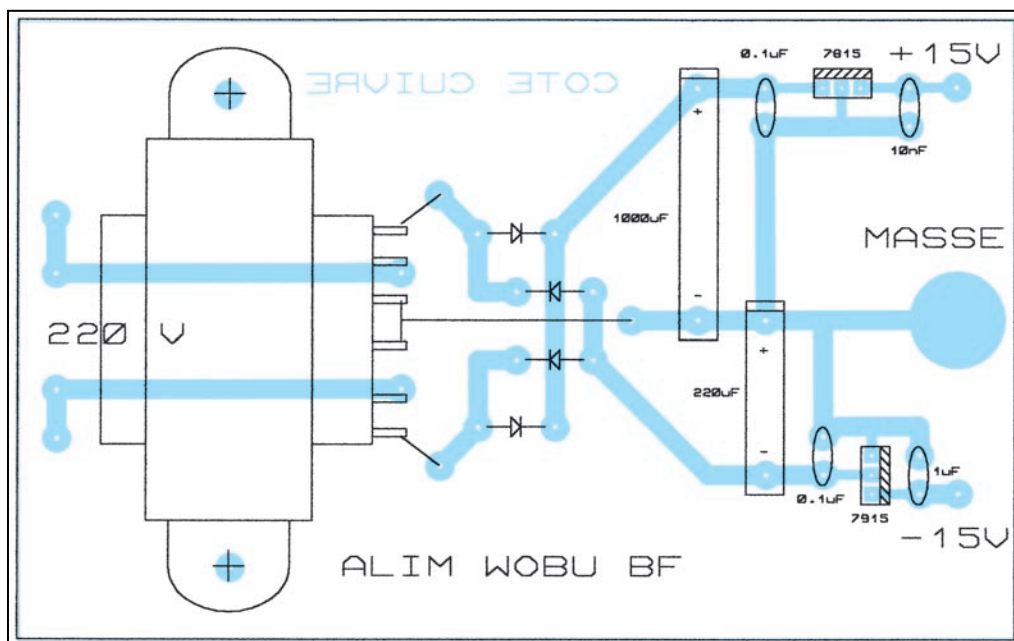 0.1uF
7815
+15V
COTE CUIVRE
+
10nF
1000uF
MASSE
-
220 V
+
220uF
-
1uF
0.1uF
7915
-15V
ALIM WOBU BF